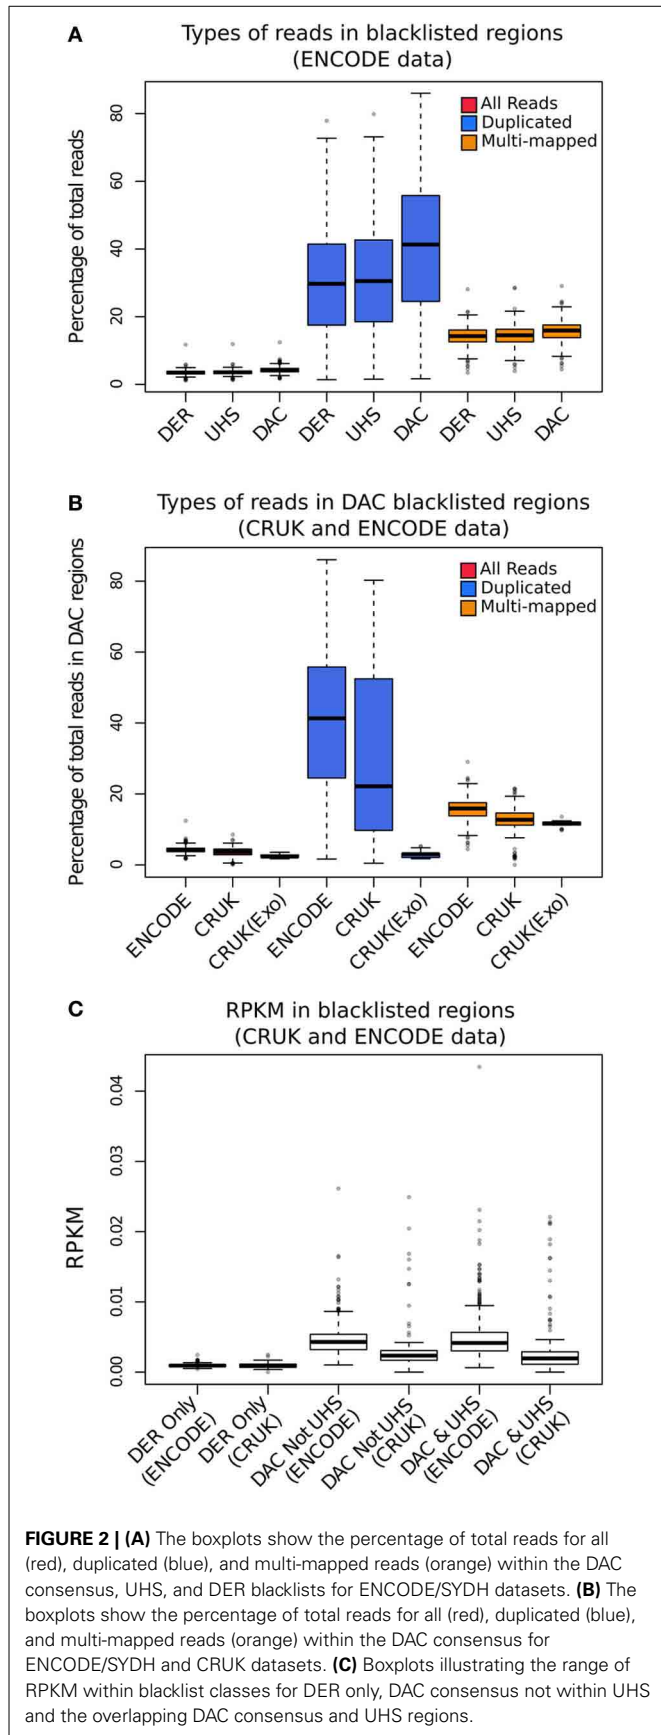 A
Types of reads in blacklisted regions
(ENCODE data)
Percentage of total reads
80
60
40
20
0
All Reads
Duplicated
Multi-mapped
DER
UHS
DAC
DER
UHS
DAC
DER
UHS
DAC
B
Types of reads in DAC blacklisted regions
(CRUK and ENCODE data)
Percentage of total reads in DAC regions
80
60
40
20
0
All Reads
Duplicated
Multi-mapped
ENCODE
CRUK
CRUK(Exo)
ENCODE
CRUK
CRUK(Exo)
ENCODE
CRUK
CRUK(Exo)
C
RPKM in blacklisted regions
(CRUK and ENCODE data)
RPKM
0.04
0.03
0.02
0.01
0.00
DER Only
(ENCODE)
DER Only
(CRUK)
DAC Not UHS
(ENCODE)
DAC Not UHS
(CRUK)
DAC & UHS
(ENCODE)
DAC & UHS
(CRUK)
FIGURE 2 | (A) The boxplots show the percentage of total reads for all
(red), duplicated (blue), and multi-mapped reads (orange) within the DAC
consensus, UHS, and DER blacklists for ENCODE/SYDH datasets. (B) The
boxplots show the percentage of total reads for all (red), duplicated (blue),
and multi-mapped reads (orange) within the DAC consensus for
ENCODE/SYDH and CRUK datasets. (C) Boxplots illustrating the range of
RPKM within blacklist classes for DER only, DAC consensus not within UHS
and the overlapping DAC consensus and UHS regions.